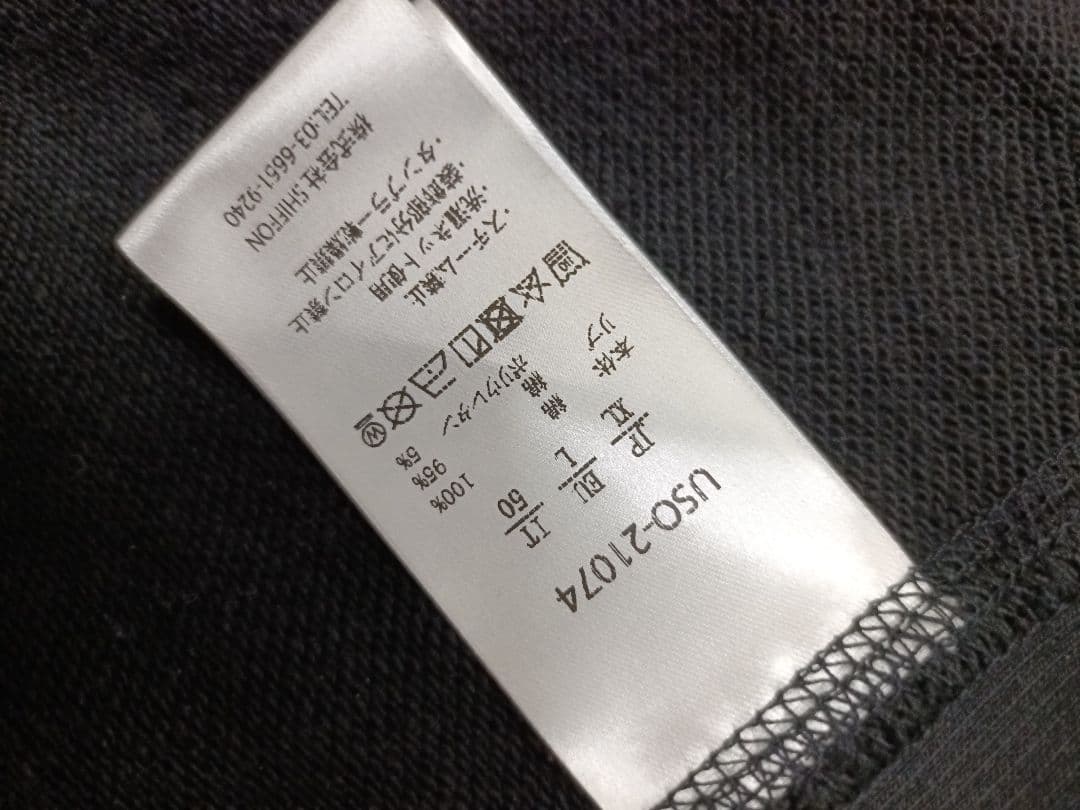 USO-21074
JP EU IT
XL L 50
本体 綿 100%
リブ 綿 95%
ポリウレタン 5%
W
・スチーム禁止
・洗濯ネット使用
・装飾部分にアイロン禁止
・タンブラー乾燥禁止
株式会社 SHIFFON
TEL:03-6651-9240